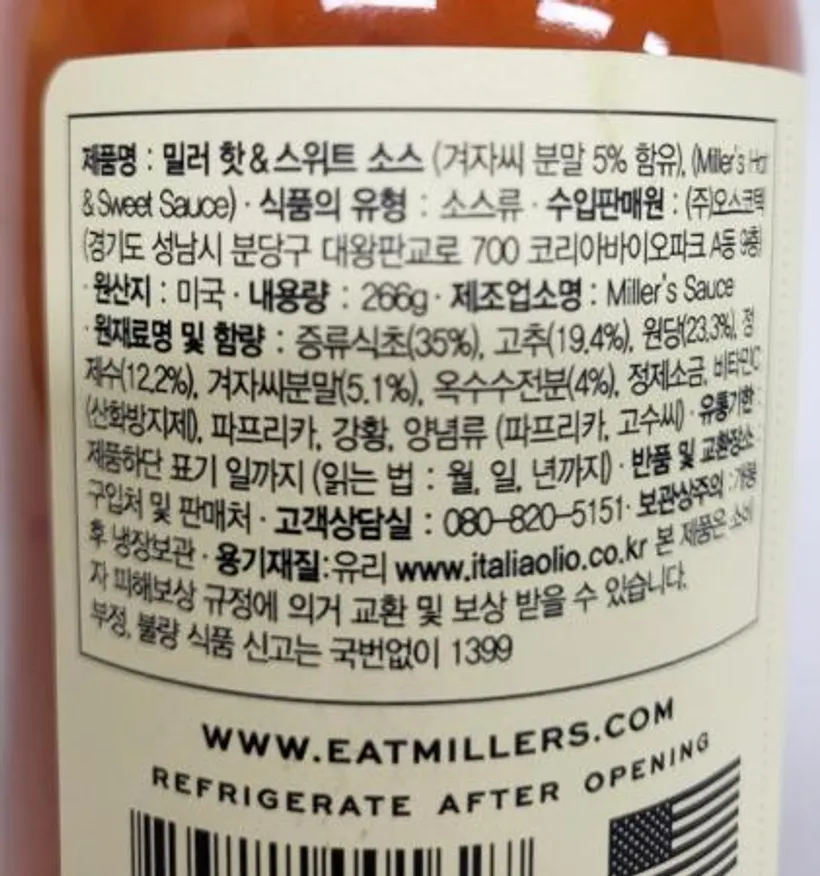 제품명 : 밀러 핫&스위트 소스 (겨자씨 분말 5% 함유), (Miller's Hot
& Sweet Sauce) · 식품의 유형 : 소스류 · 수입판매원 : (주)오스코텍
(경기도 성남시 분당구 대왕판교로 700 코리아바이오파크 A동 9층)
· 원산지 : 미국 · 내용량 : 266g · 제조업소명 : Miller's Sauce
· 원재료명 및 함량 : 증류식초(35%), 고추(19.4%), 원당(23.3%), 정
제수(12.2%), 겨자씨분말(5.1%), 옥수수전분(4%), 정제소금, 비타민C
(산화방지제), 파프리카, 강황, 양념류 (파프리카, 고수씨) · 유통기한 :
제품하단 표기 일까지 (읽는 법 : 월, 일, 년까지) · 반품 및 교환장소 :
구입처 및 판매처 · 고객상담실 : 080-820-5151 · 보관상주의 : 개봉
후 냉장보관 · 용기재질:유리 www.italiaolio.co.kr 본 제품은 소비
자 피해보상 규정에 의거 교환 및 보상 받을 수 있습니다.
부정, 불량 식품 신고는 국번없이 1399
WWW.EATMILLERS.COM
REFRIGERATE AFTER OPENING